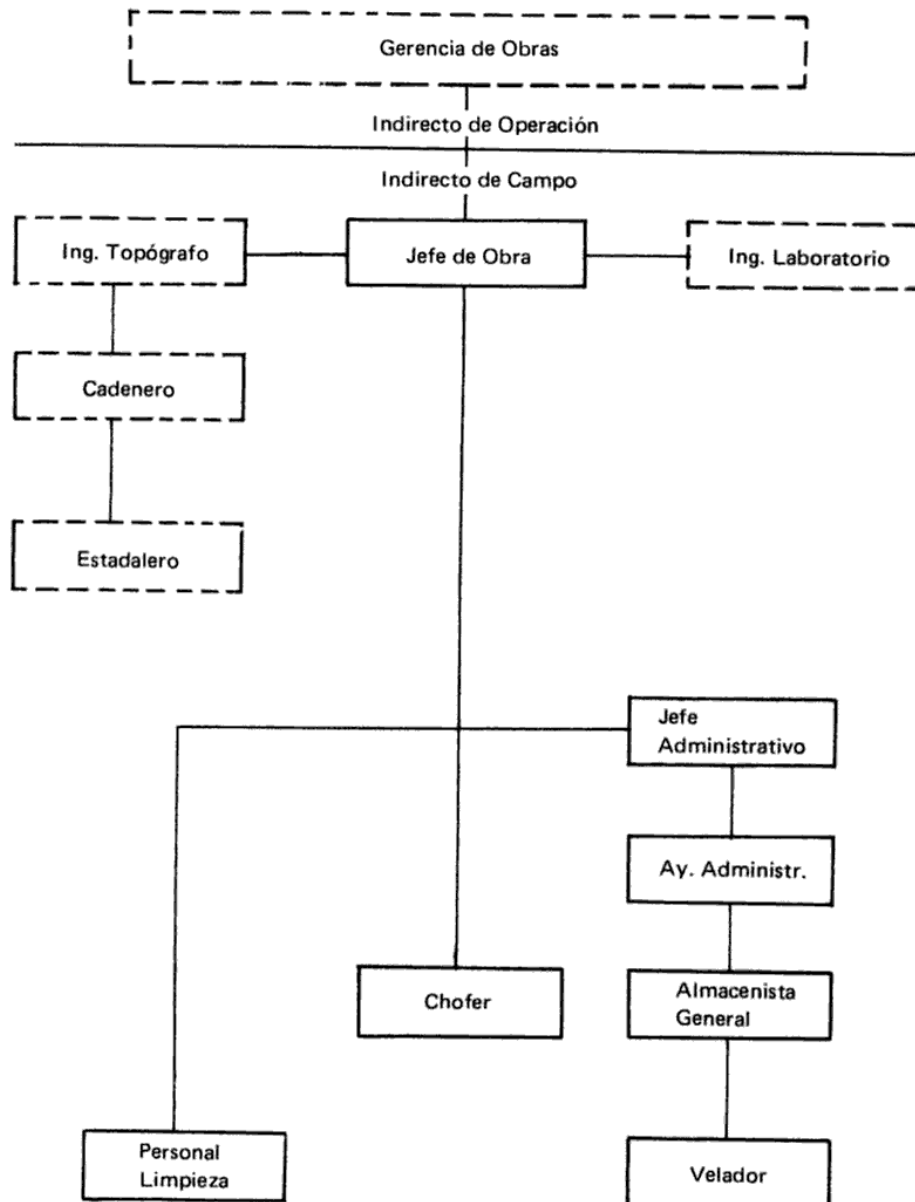 Gerencia de Obras
Indirecto de Operación
Indirecto de Campo
Ing. Topógrafo
Jefe de Obra
Ing. Laboratorio
Cadenero
Estadalero
Jefe
Administrativo
Ay. Administr.
Chofer
Almacenista
General
Personal
Limpieza
Velador